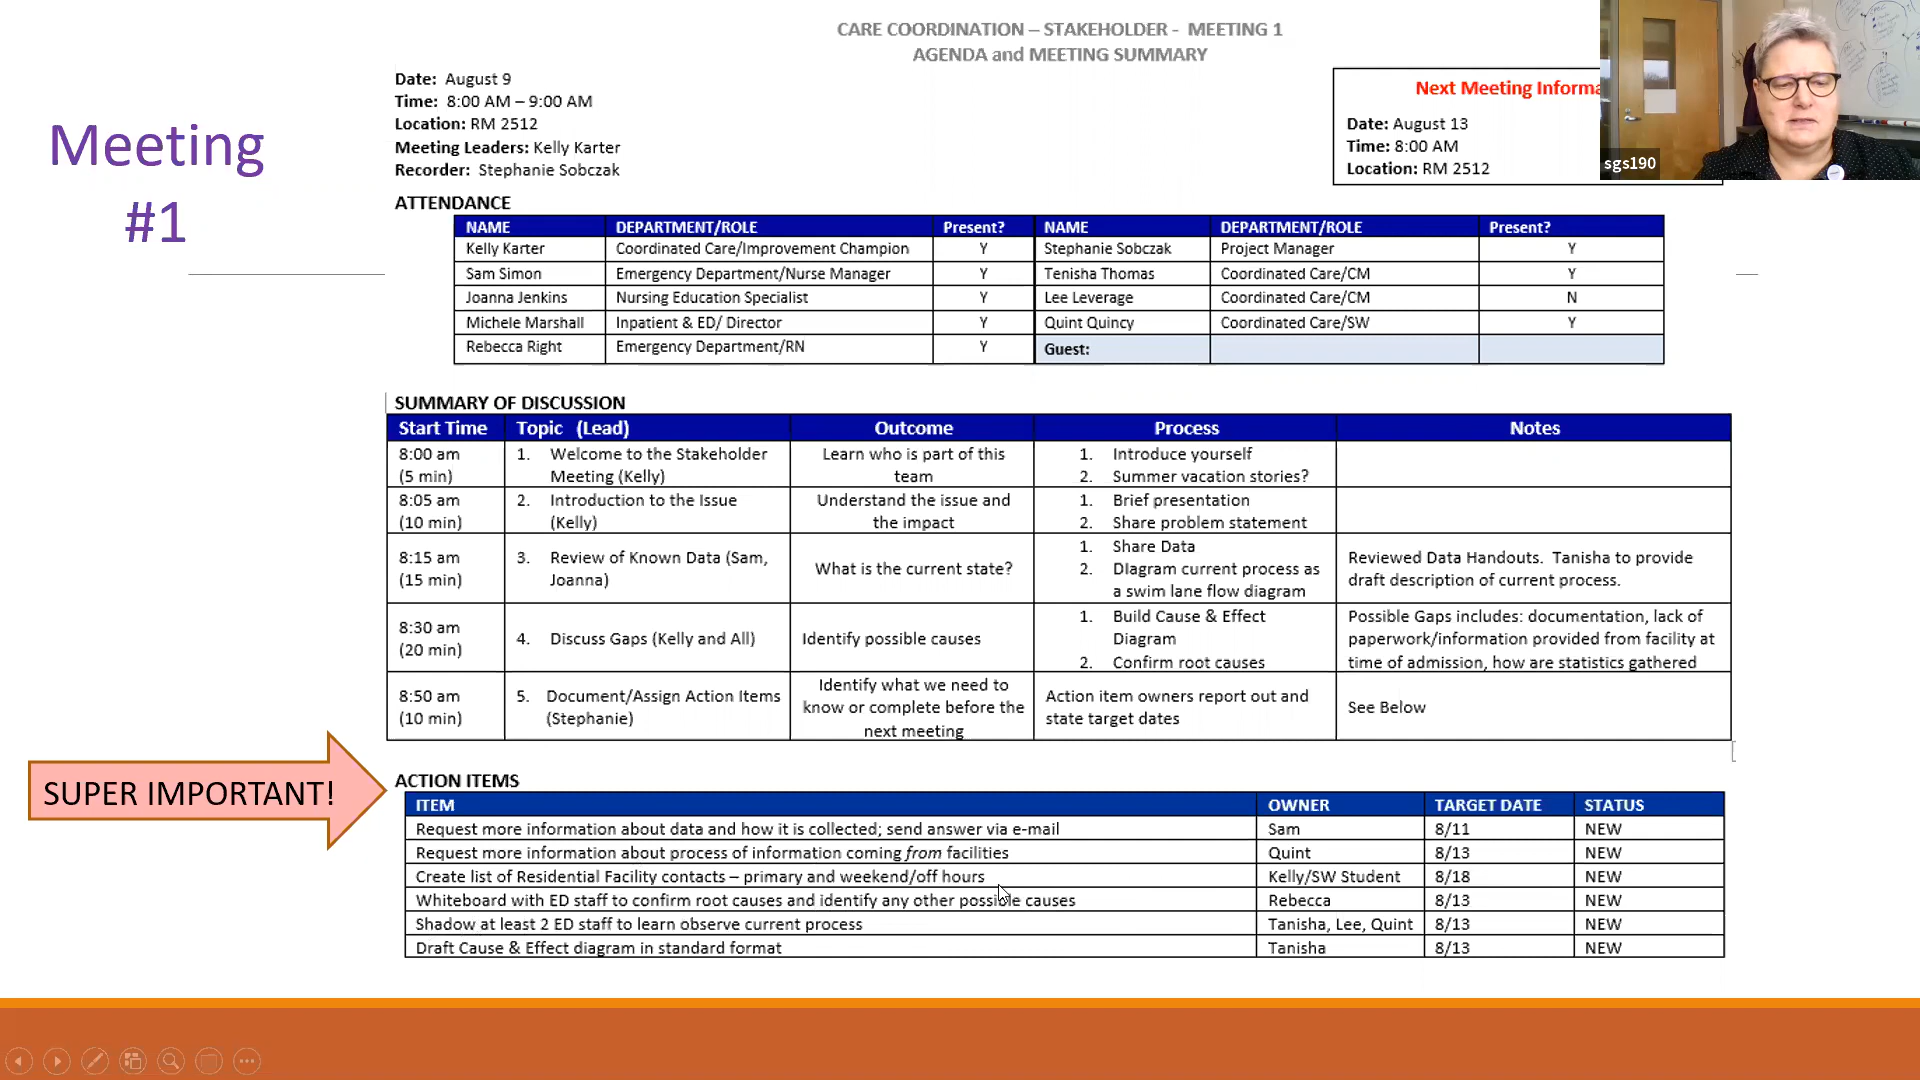 CARE COORDINATION – STAKEHOLDER - MEETING 1
AGENDA and MEETING SUMMARY
Meeting
#1
Date: August 9
Time: 8:00 AM – 9:00 AM
Location: RM 2512
Meeting Leaders: Kelly Karter
Recorder: Stephanie Sobczak
Next Meeting Informa
Date: August 13
Time: 8:00 AM
Location: RM 2512
sgs190
ATTENDANCE
NAME DEPARTMENT/ROLE Present? NAME DEPARTMENT/ROLE Present?
Kelly Karter Coordinated Care/Improvement Champion Y Stephanie Sobczak Project Manager Y
Sam Simon Emergency Department/Nurse Manager Y Tenisha Thomas Coordinated Care/CM Y
Joanna Jenkins Nursing Education Specialist Y Lee Leverage Coordinated Care/CM N
Michele Marshall Inpatient & ED/ Director Y Quint Quincy Coordinated Care/SW Y
Rebecca Right Emergency Department/RN Y Guest:
SUMMARY OF DISCUSSION
Start Time Topic (Lead) Outcome Process Notes
8:00 am
(5 min)
1. Welcome to the Stakeholder
Meeting (Kelly)
Learn who is part of this
team
1. Introduce yourself
2. Summer vacation stories?
8:05 am
(10 min)
2. Introduction to the Issue
(Kelly)
Understand the issue and
the impact
1. Brief presentation
2. Share problem statement
8:15 am
(15 min)
3. Review of Known Data (Sam,
Joanna)
What is the current state?
1. Share Data
2. DIagram current process as
a swim lane flow diagram
Reviewed Data Handouts. Tanisha to provide
draft description of current process.
8:30 am
(20 min)
4. Discuss Gaps (Kelly and All)
Identify possible causes
1. Build Cause & Effect
Diagram
2. Confirm root causes
Possible Gaps includes: documentation, lack of
paperwork/information provided from facility at
time of admission, how are statistics gathered
8:50 am
(10 min)
5. Document/Assign Action Items
(Stephanie)
Identify what we need to
know or complete before the
next meeting
Action item owners report out and
state target dates
See Below
SUPER IMPORTANT!
ACTION ITEMS
ITEM OWNER TARGET DATE STATUS
Request more information about data and how it is collected; send answer via e-mail Sam 8/11 NEW
Request more information about process of information coming from facilities Quint 8/13 NEW
Create list of Residential Facility contacts – primary and weekend/off hours Kelly/SW Student 8/18 NEW
Whiteboard with ED staff to confirm root causes and identify any other possible causes Rebecca 8/13 NEW
Shadow at least 2 ED staff to learn observe current process Tanisha, Lee, Quint 8/13 NEW
Draft Cause & Effect diagram in standard format Tanisha 8/13 NEW